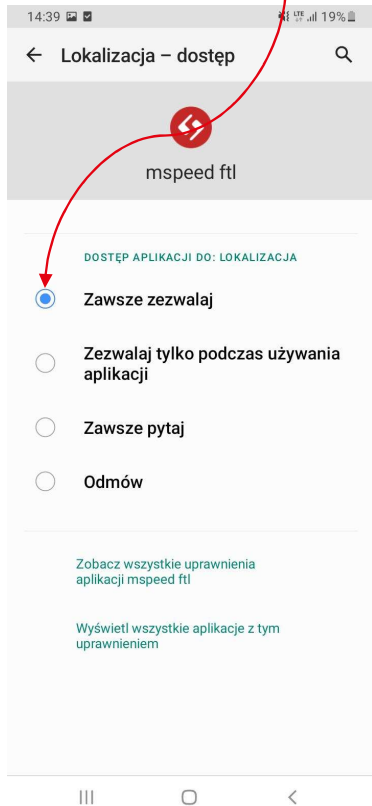 14:39 LTE 19%
Lokalizacja – dostęp
mspeed ftl
DOSTĘP APLIKACJI DO: LOKALIZACJA
Zawsze zezwalaj
Zezwalaj tylko podczas używania
aplikacji
Zawsze pytaj
Odmów
Zobacz wszystkie uprawnienia
aplikacji mspeed ftl
Wyświetl wszystkie aplikacje z tym
uprawnieniem